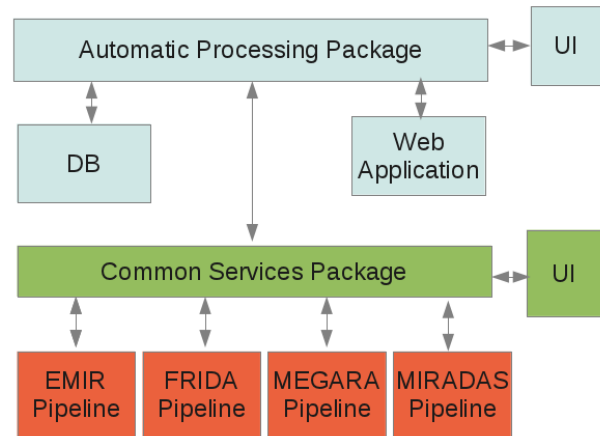 Automatic Processing Package
UI
DB
Web
Application
Common Services Package
UI
EMIR
Pipeline
FRIDA
Pipeline
MEGARA
Pipeline
MIRADAS
Pipeline